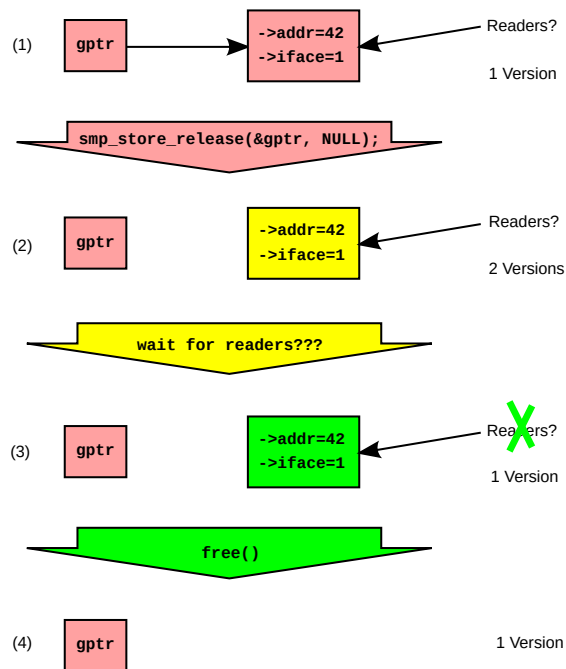 (1)
gptr
->addr=42
->iface=1
Readers?
1 Version
smp_store_release(&gptr, NULL);
(2)
gptr
->addr=42
->iface=1
Readers?
2 Versions
wait for readers???
(3)
gptr
->addr=42
->iface=1
Readers?
1 Version
free()
(4)
gptr
1 Version